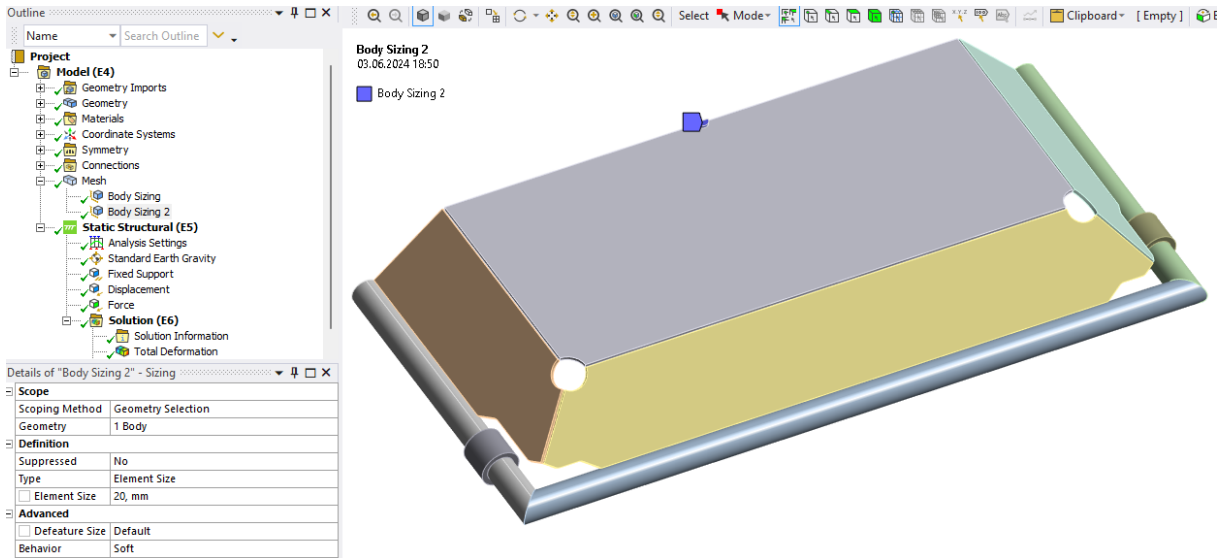 Outline
Name Search Outline
Project
Model (E4)
Geometry Imports
Geometry
Materials
Coordinate Systems
Symmetry
Connections
Mesh
Body Sizing
Body Sizing 2
Static Structural (E5)
Analysis Settings
Standard Earth Gravity
Fixed Support
Displacement
Force
Solution (E6)
Solution Information
Total Deformation
Details of "Body Sizing 2" - Sizing
Scope
Scoping Method Geometry Selection
Geometry 1 Body
Definition
Suppressed No
Type Element Size
Element Size 20, mm
Advanced
Defeature Size Default
Behavior Soft
Select Mode Clipboard [Empty]
Body Sizing 2
03.06.2024 18:50
Body Sizing 2